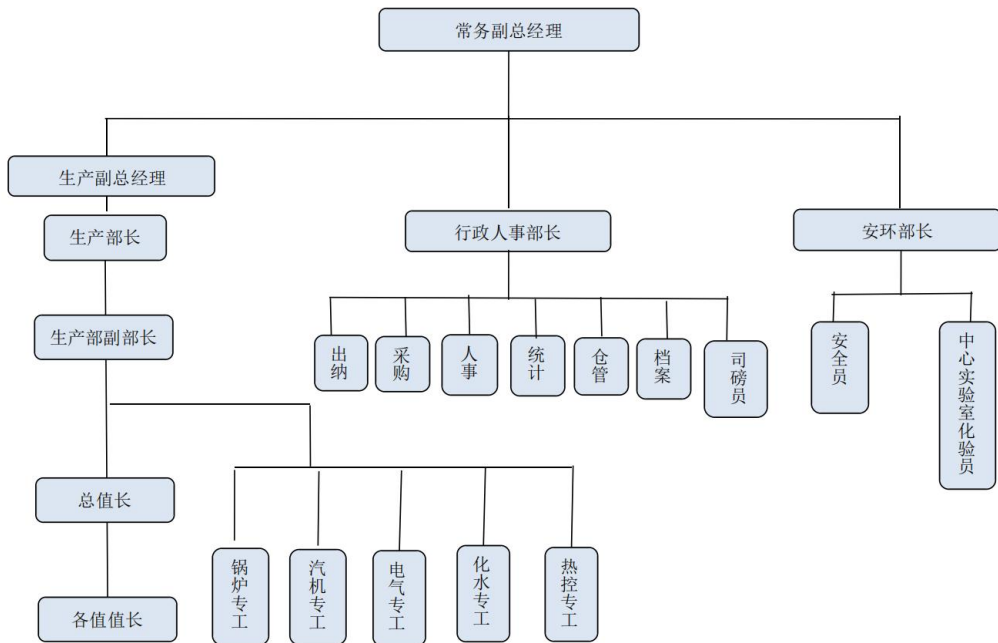 常务副总经理
生产副总经理
生产部长
行政人事部长
安环部长
生产部副部长
出纳
采购
人事
统计
仓管
档案
司磅员
安全员
中心实验室化验员
总值长
锅炉专工
汽机专工
电气专工
化水专工
热控专工
各值值长